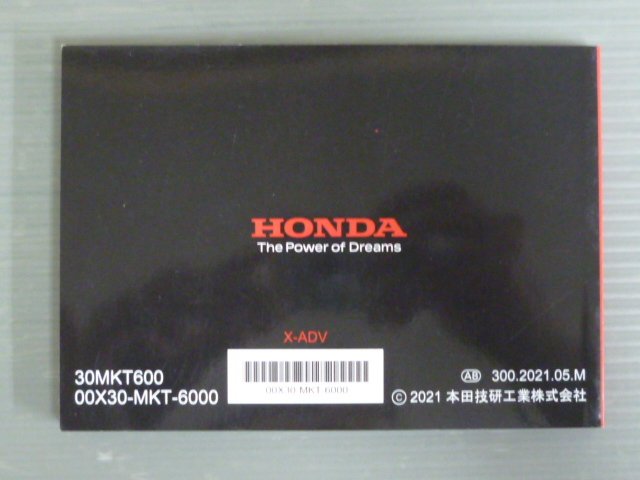 HONDA
The Power of Dreams
X-ADV
30MKT600
00X30-MKT-6000
00X30-MKT-6000
AB 300.2021.05.M
© 2021 本田技研工業株式会社